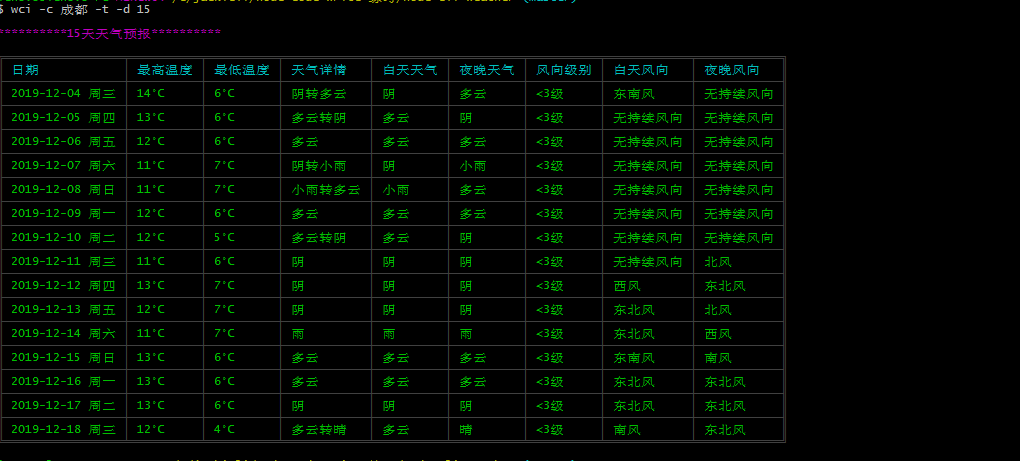 $ wci -c 成都 -t -d 15
**********15天天气预报**********
日期 最高温度 最低温度 天气详情 白天天气 夜晚天气 风向级别 白天风向 夜晚风向
2019-12-04 周三 14°C 6°C 阴转多云 阴 多云 <3级 东南风 无持续风向
2019-12-05 周四 13°C 6°C 多云转阴 多云 阴 <3级 无持续风向 无持续风向
2019-12-06 周五 12°C 6°C 多云 多云 多云 <3级 无持续风向 无持续风向
2019-12-07 周六 11°C 7°C 阴转小雨 阴 小雨 <3级 无持续风向 无持续风向
2019-12-08 周日 11°C 7°C 小雨转多云 小雨 多云 <3级 无持续风向 无持续风向
2019-12-09 周一 12°C 6°C 多云 多云 多云 <3级 无持续风向 无持续风向
2019-12-10 周二 12°C 5°C 多云转阴 多云 阴 <3级 无持续风向 无持续风向
2019-12-11 周三 11°C 6°C 阴 阴 阴 <3级 无持续风向 北风
2019-12-12 周四 13°C 7°C 阴 阴 阴 <3级 西风 东北风
2019-12-13 周五 12°C 7°C 阴 阴 阴 <3级 东北风 北风
2019-12-14 周六 11°C 7°C 雨 雨 雨 <3级 东北风 西风
2019-12-15 周日 13°C 6°C 多云 多云 多云 <3级 东南风 南风
2019-12-16 周一 13°C 6°C 多云 多云 多云 <3级 东北风 东北风
2019-12-17 周二 13°C 6°C 阴 阴 阴 <3级 东北风 东北风
2019-12-18 周三 12°C 4°C 多云转晴 多云 晴 <3级 南风 东北风